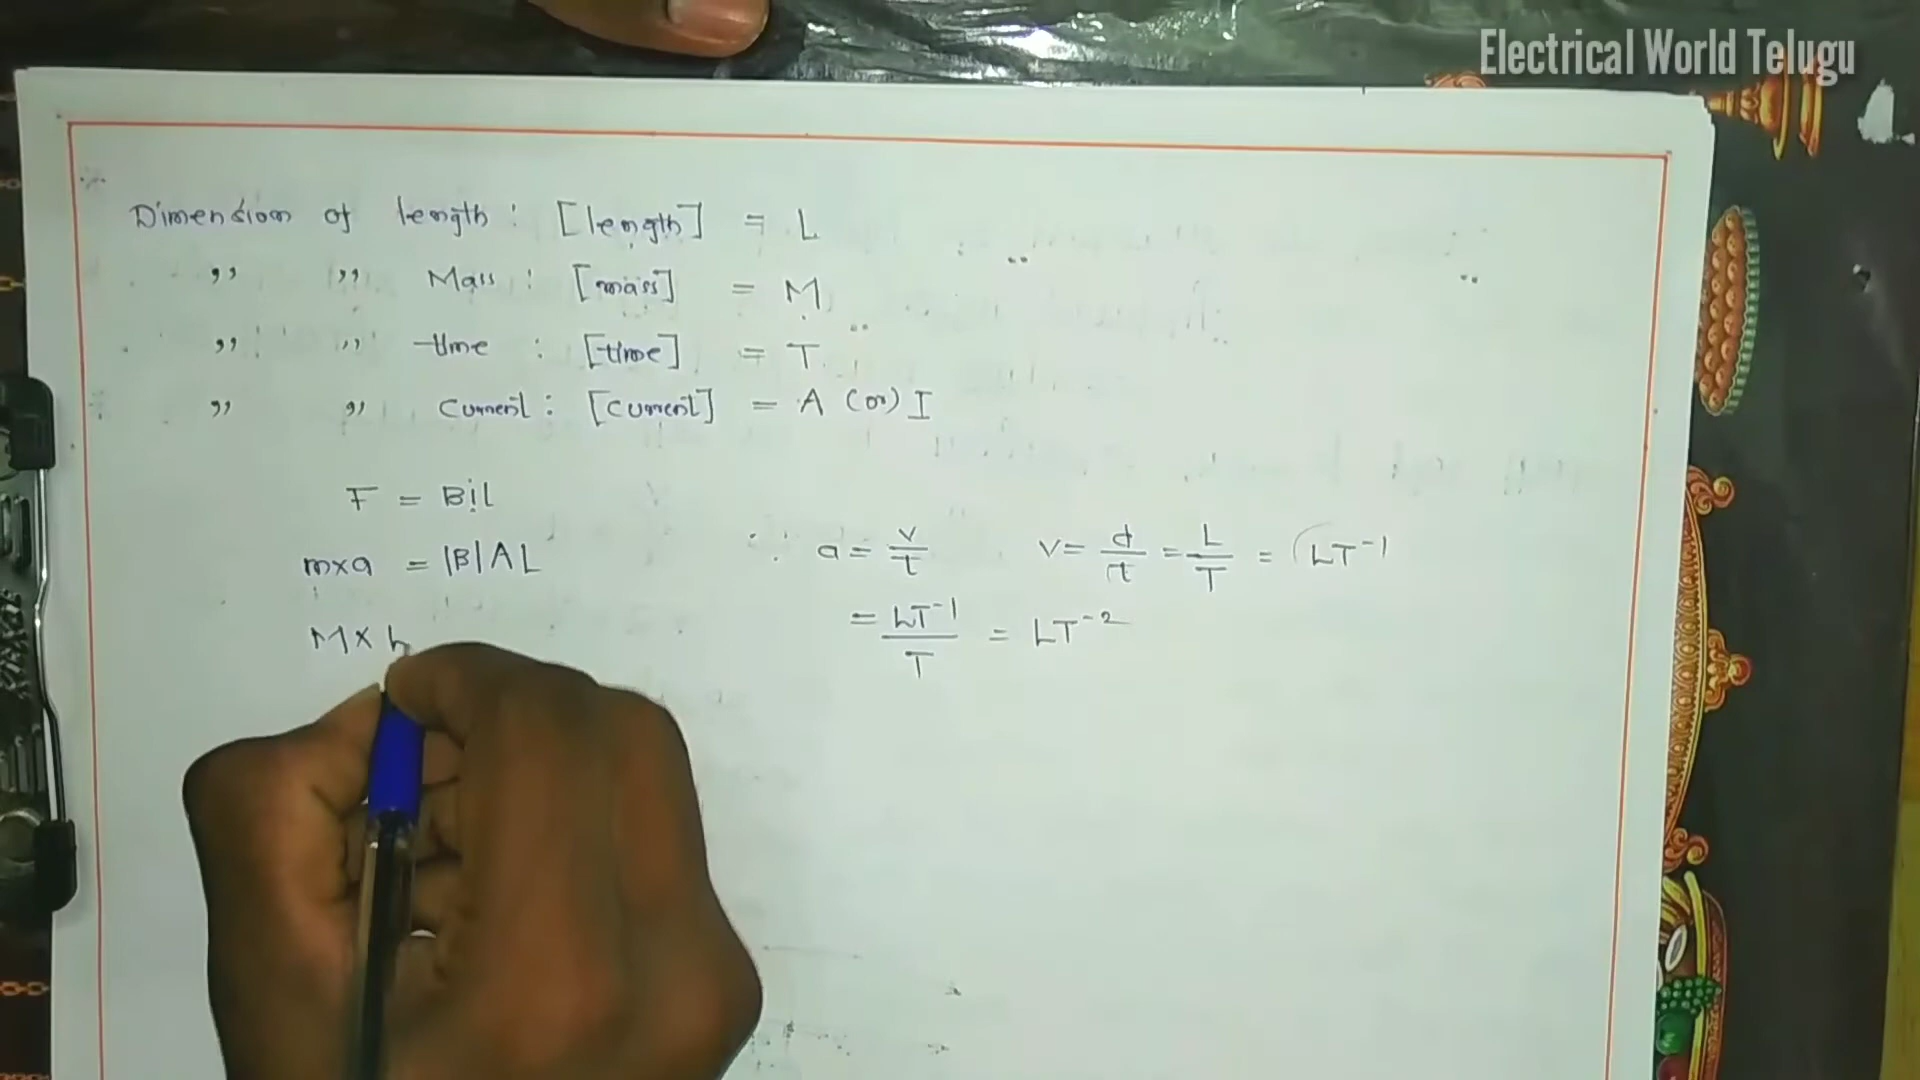 Electrical World Telugu
Dimension of length : [length] = L
,, ,, Mass : [mass] = M
,, ,, time : [time] = T
,, ,, Current : [Current] = A (or) I
F = Bil
m×a = |B| A L
∵ a = v/t v = d/t = L/T = LT⁻¹
M × L
= LT⁻¹/T = LT⁻²